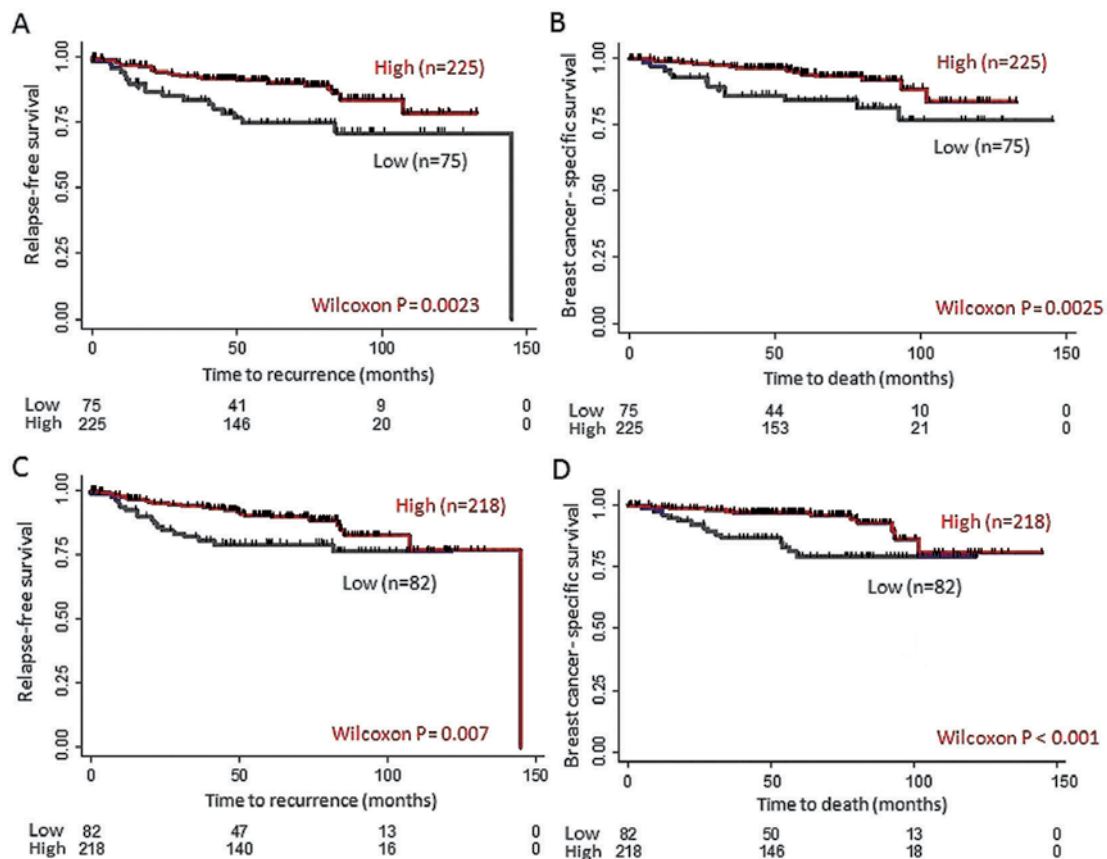 A
Relapse-free survival
1.00
0.75
0.50
0.25
0.00
High (n=225)
Low (n=75)
Wilcoxon P= 0.0023
0 50 100 150
Time to recurrence (months)
Low 75 41 9 0
High 225 146 20 0
B
Breast cancer- specific survival
1.00
0.75
0.50
0.25
0.00
High (n=225)
Low (n=75)
Wilcoxon P= 0.0025
0 50 100 150
Time to death (months)
Low 75 44 10 0
High 225 153 21 0
C
Relapse-free survival
1.00
0.75
0.50
0.25
0.00
High (n=218)
Low (n=82)
Wilcoxon P= 0.007
0 50 100 150
Time to recurrence (months)
Low 82 47 13 0
High 218 140 16 0
D
Breast cancer- specific survival
1.00
0.75
0.50
0.25
0.00
High (n=218)
Low (n=82)
Wilcoxon P < 0.001
0 50 100 150
Time to death (months)
Low 82 50 13 0
High 218 146 18 0